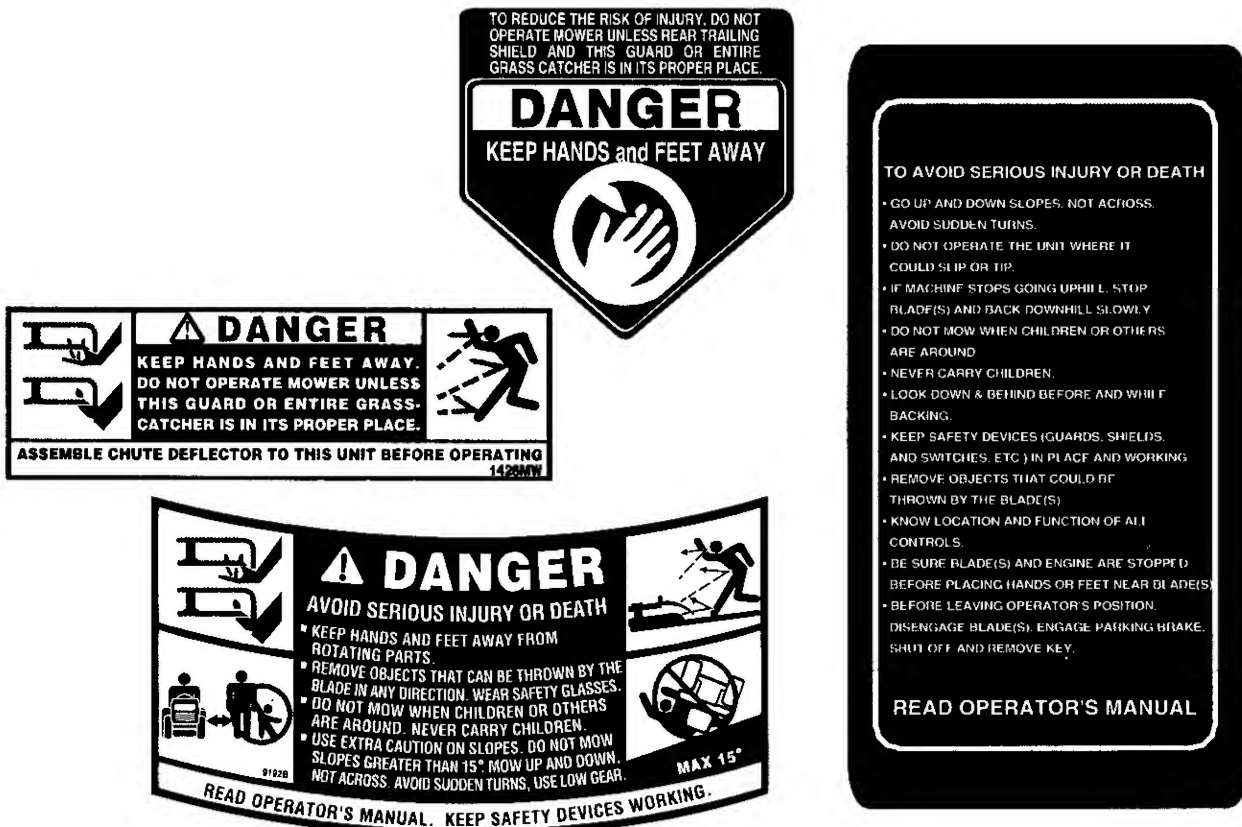 TO REDUCE THE RISK OF INJURY, DO NOT
OPERATE MOWER UNLESS REAR TRAILING
SHIELD AND THIS GUARD OR ENTIRE
GRASS CATCHER IS IN ITS PROPER PLACE.
DANGER
KEEP HANDS and FEET AWAY
DANGER
KEEP HANDS AND FEET AWAY.
DO NOT OPERATE MOWER UNLESS
THIS GUARD OR ENTIRE GRASS-
CATCHER IS IN ITS PROPER PLACE.
ASSEMBLE CHUTE DEFLECTOR TO THIS UNIT BEFORE OPERATING
1426MW
DANGER
AVOID SERIOUS INJURY OR DEATH
▪ KEEP HANDS AND FEET AWAY FROM
ROTATING PARTS.
▪ REMOVE OBJECTS THAT CAN BE THROWN BY THE
BLADE IN ANY DIRECTION. WEAR SAFETY GLASSES.
▪ DO NOT MOW WHEN CHILDREN OR OTHERS
ARE AROUND. NEVER CARRY CHILDREN.
▪ USE EXTRA CAUTION ON SLOPES. DO NOT MOW
SLOPES GREATER THAN 15°. MOW UP AND DOWN,
NOT ACROSS. AVOID SUDDEN TURNS, USE LOW GEAR.
9192B
MAX 15°
READ OPERATOR'S MANUAL. KEEP SAFETY DEVICES WORKING.
TO AVOID SERIOUS INJURY OR DEATH
• GO UP AND DOWN SLOPES, NOT ACROSS.
AVOID SUDDEN TURNS.
• DO NOT OPERATE THE UNIT WHERE IT
COULD SLIP OR TIP.
• IF MACHINE STOPS GOING UPHILL, STOP
BLADE(S) AND BACK DOWNHILL SLOWLY
• DO NOT MOW WHEN CHILDREN OR OTHERS
ARE AROUND
• NEVER CARRY CHILDREN.
• LOOK DOWN & BEHIND BEFORE AND WHILE
BACKING.
• KEEP SAFETY DEVICES (GUARDS, SHIELDS,
AND SWITCHES, ETC.) IN PLACE AND WORKING
• REMOVE OBJECTS THAT COULD BE
THROWN BY THE BLADE(S)
• KNOW LOCATION AND FUNCTION OF ALL
CONTROLS.
• BE SURE BLADE(S) AND ENGINE ARE STOPPED
BEFORE PLACING HANDS OR FEET NEAR BLADE(S)
• BEFORE LEAVING OPERATOR'S POSITION,
DISENGAGE BLADE(S), ENGAGE PARKING BRAKE,
SHUT OFF AND REMOVE KEY.
READ OPERATOR'S MANUAL